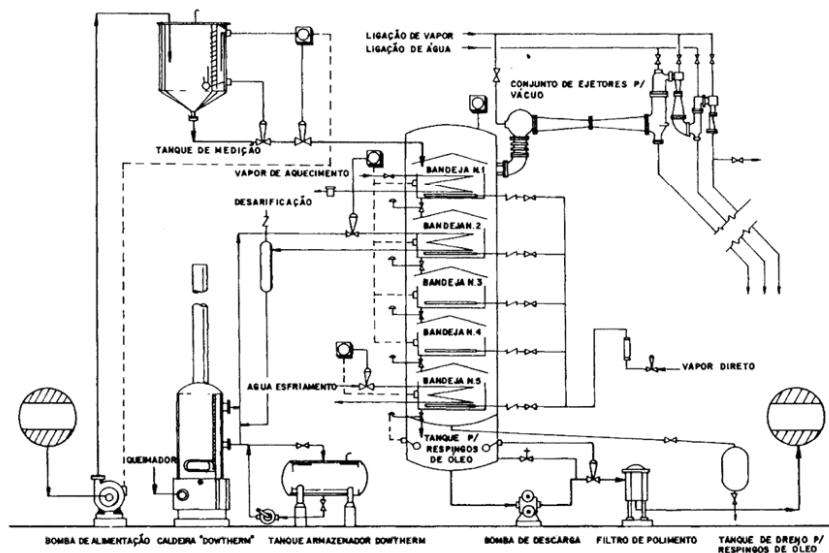 LIGAÇÃO DE VAPOR
LIGAÇÃO DE ÁGUA
CONJUNTO DE EJETORES P/
VÁCUO
TANQUE DE MEDIÇÃO
VAPOR DE AQUECIMENTO
BANDEJA N.1
DESARIFICAÇÃO
BANDEJA N.2
BANDEJA N.3
BANDEJA N.4
VAPOR DIRETO
AGUA ESFRIAMENTO
BANDEJA N.5
TANQUE P/
RESPINGOS
DE ÓLEO
QUEIMADOR
BOMBA DE ALIMENTAÇÃO
CALDEIRA "DOWTHERM"
TANQUE ARMAZENADOR DOWTHERM
BOMBA DE DESCARGA
FILTRO DE POLIMENTO
TANQUE DE DRENO P/
RESPINGOS DE ÓLEO